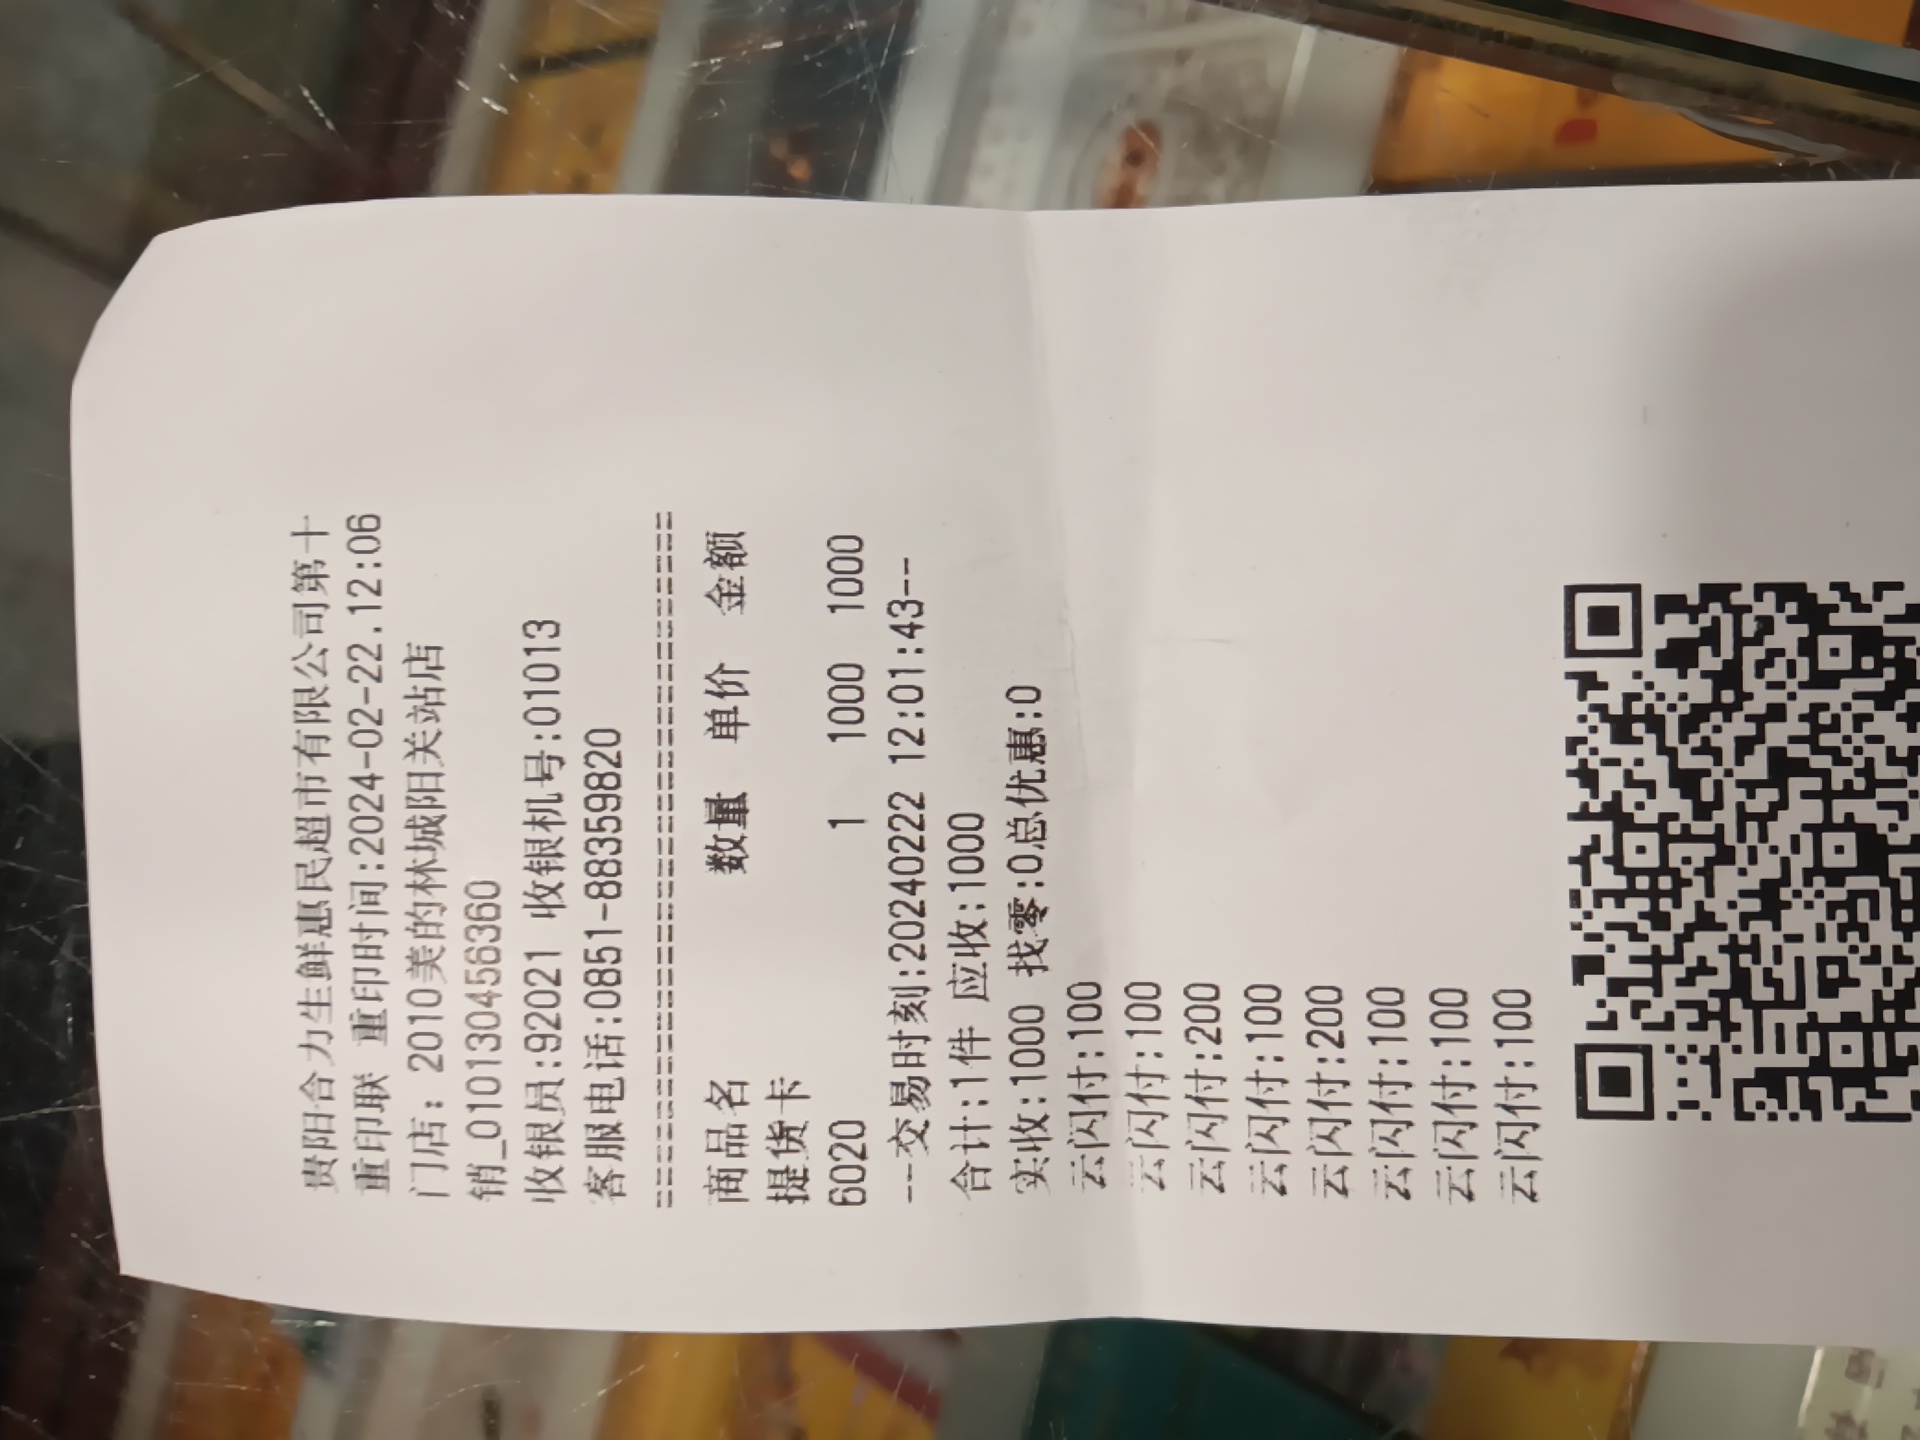 贵阳合力生鲜惠民超市有限公司第十
重印联 重印时间:2024-02-22.12:06
门店: 2010美的林城阳关站店
销_010130456360
收银员:92021 收银机号:01013
客服电话:0851-88359820
================================
商品名 数量 单价 金额
提货卡
6020 1 1000 1000
--交易时刻:20240222 12:01:43--
合计:1件 应收:1000
实收:1000 找零:0总优惠:0
云闪付:100
云闪付:100
云闪付:200
云闪付:100
云闪付:200
云闪付:100
云闪付:100
云闪付:100